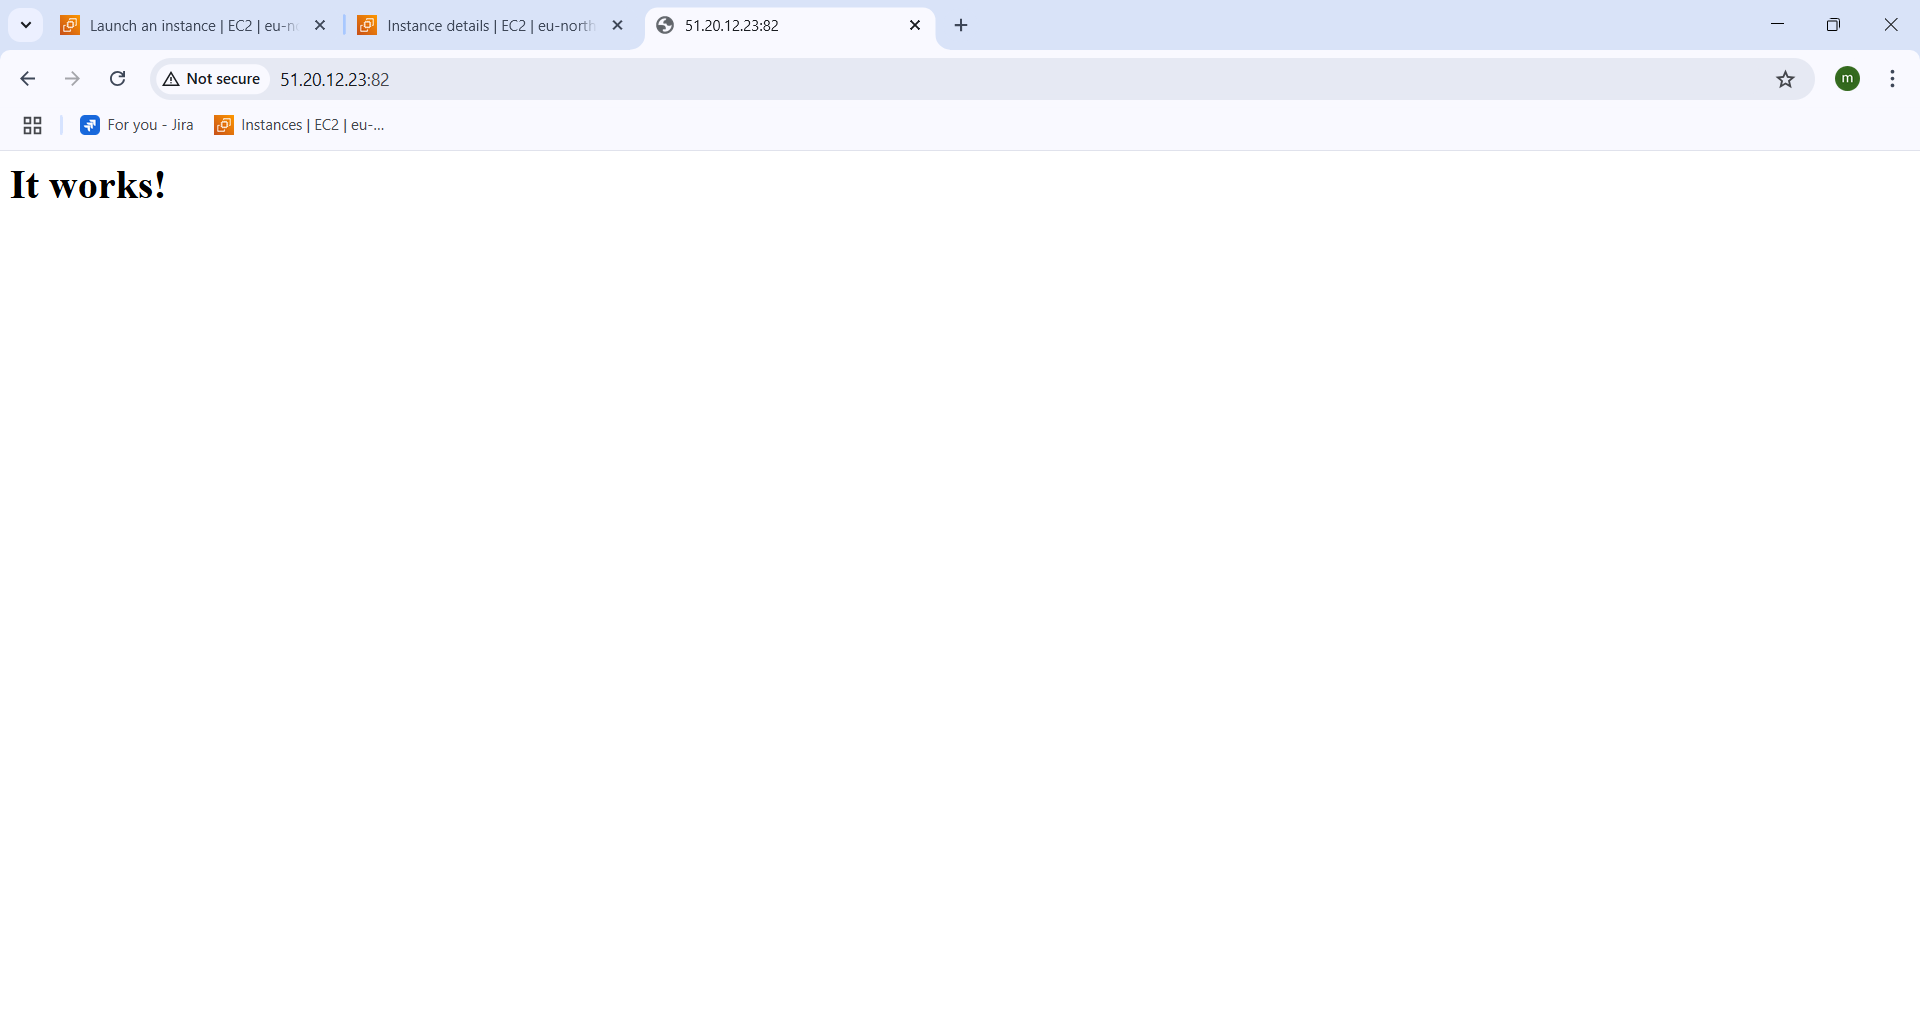 Launch an instance | EC2 | eu-n
Instance details | EC2 | eu-north
51.20.12.23:82
Not secure
51.20.12.23:82
m
For you - Jira
Instances | EC2 | eu-...
It works!